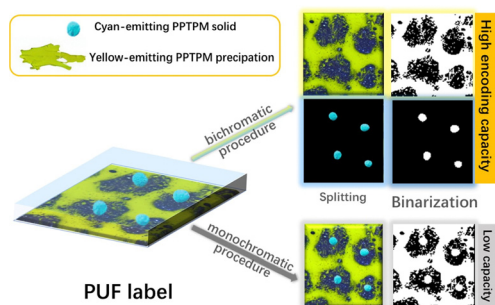 Cyan-emitting PPTPM solid
Yellow-emitting PPTPM precipation
bichromatic
procedure
High encoding capacity
Splitting
Binarization
monochromatic
procedure
Low capacity
PUF label